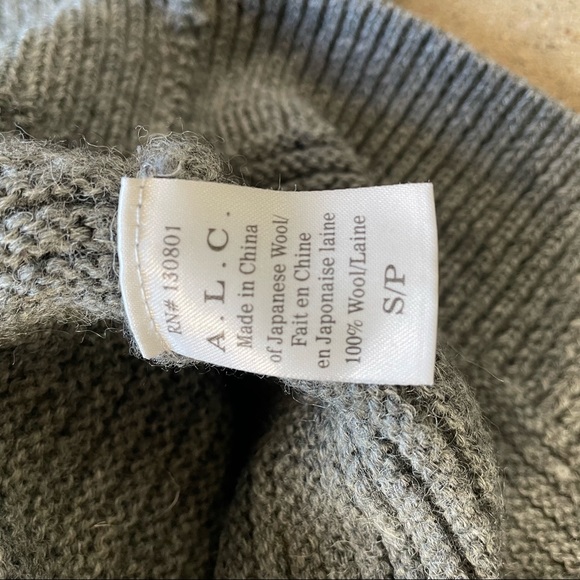 RN# 130801
A.L.C.
Made in China
of Japanese Wool/
Fait en Chine
en Japonaise laine
100% Wool/Laine
S/P